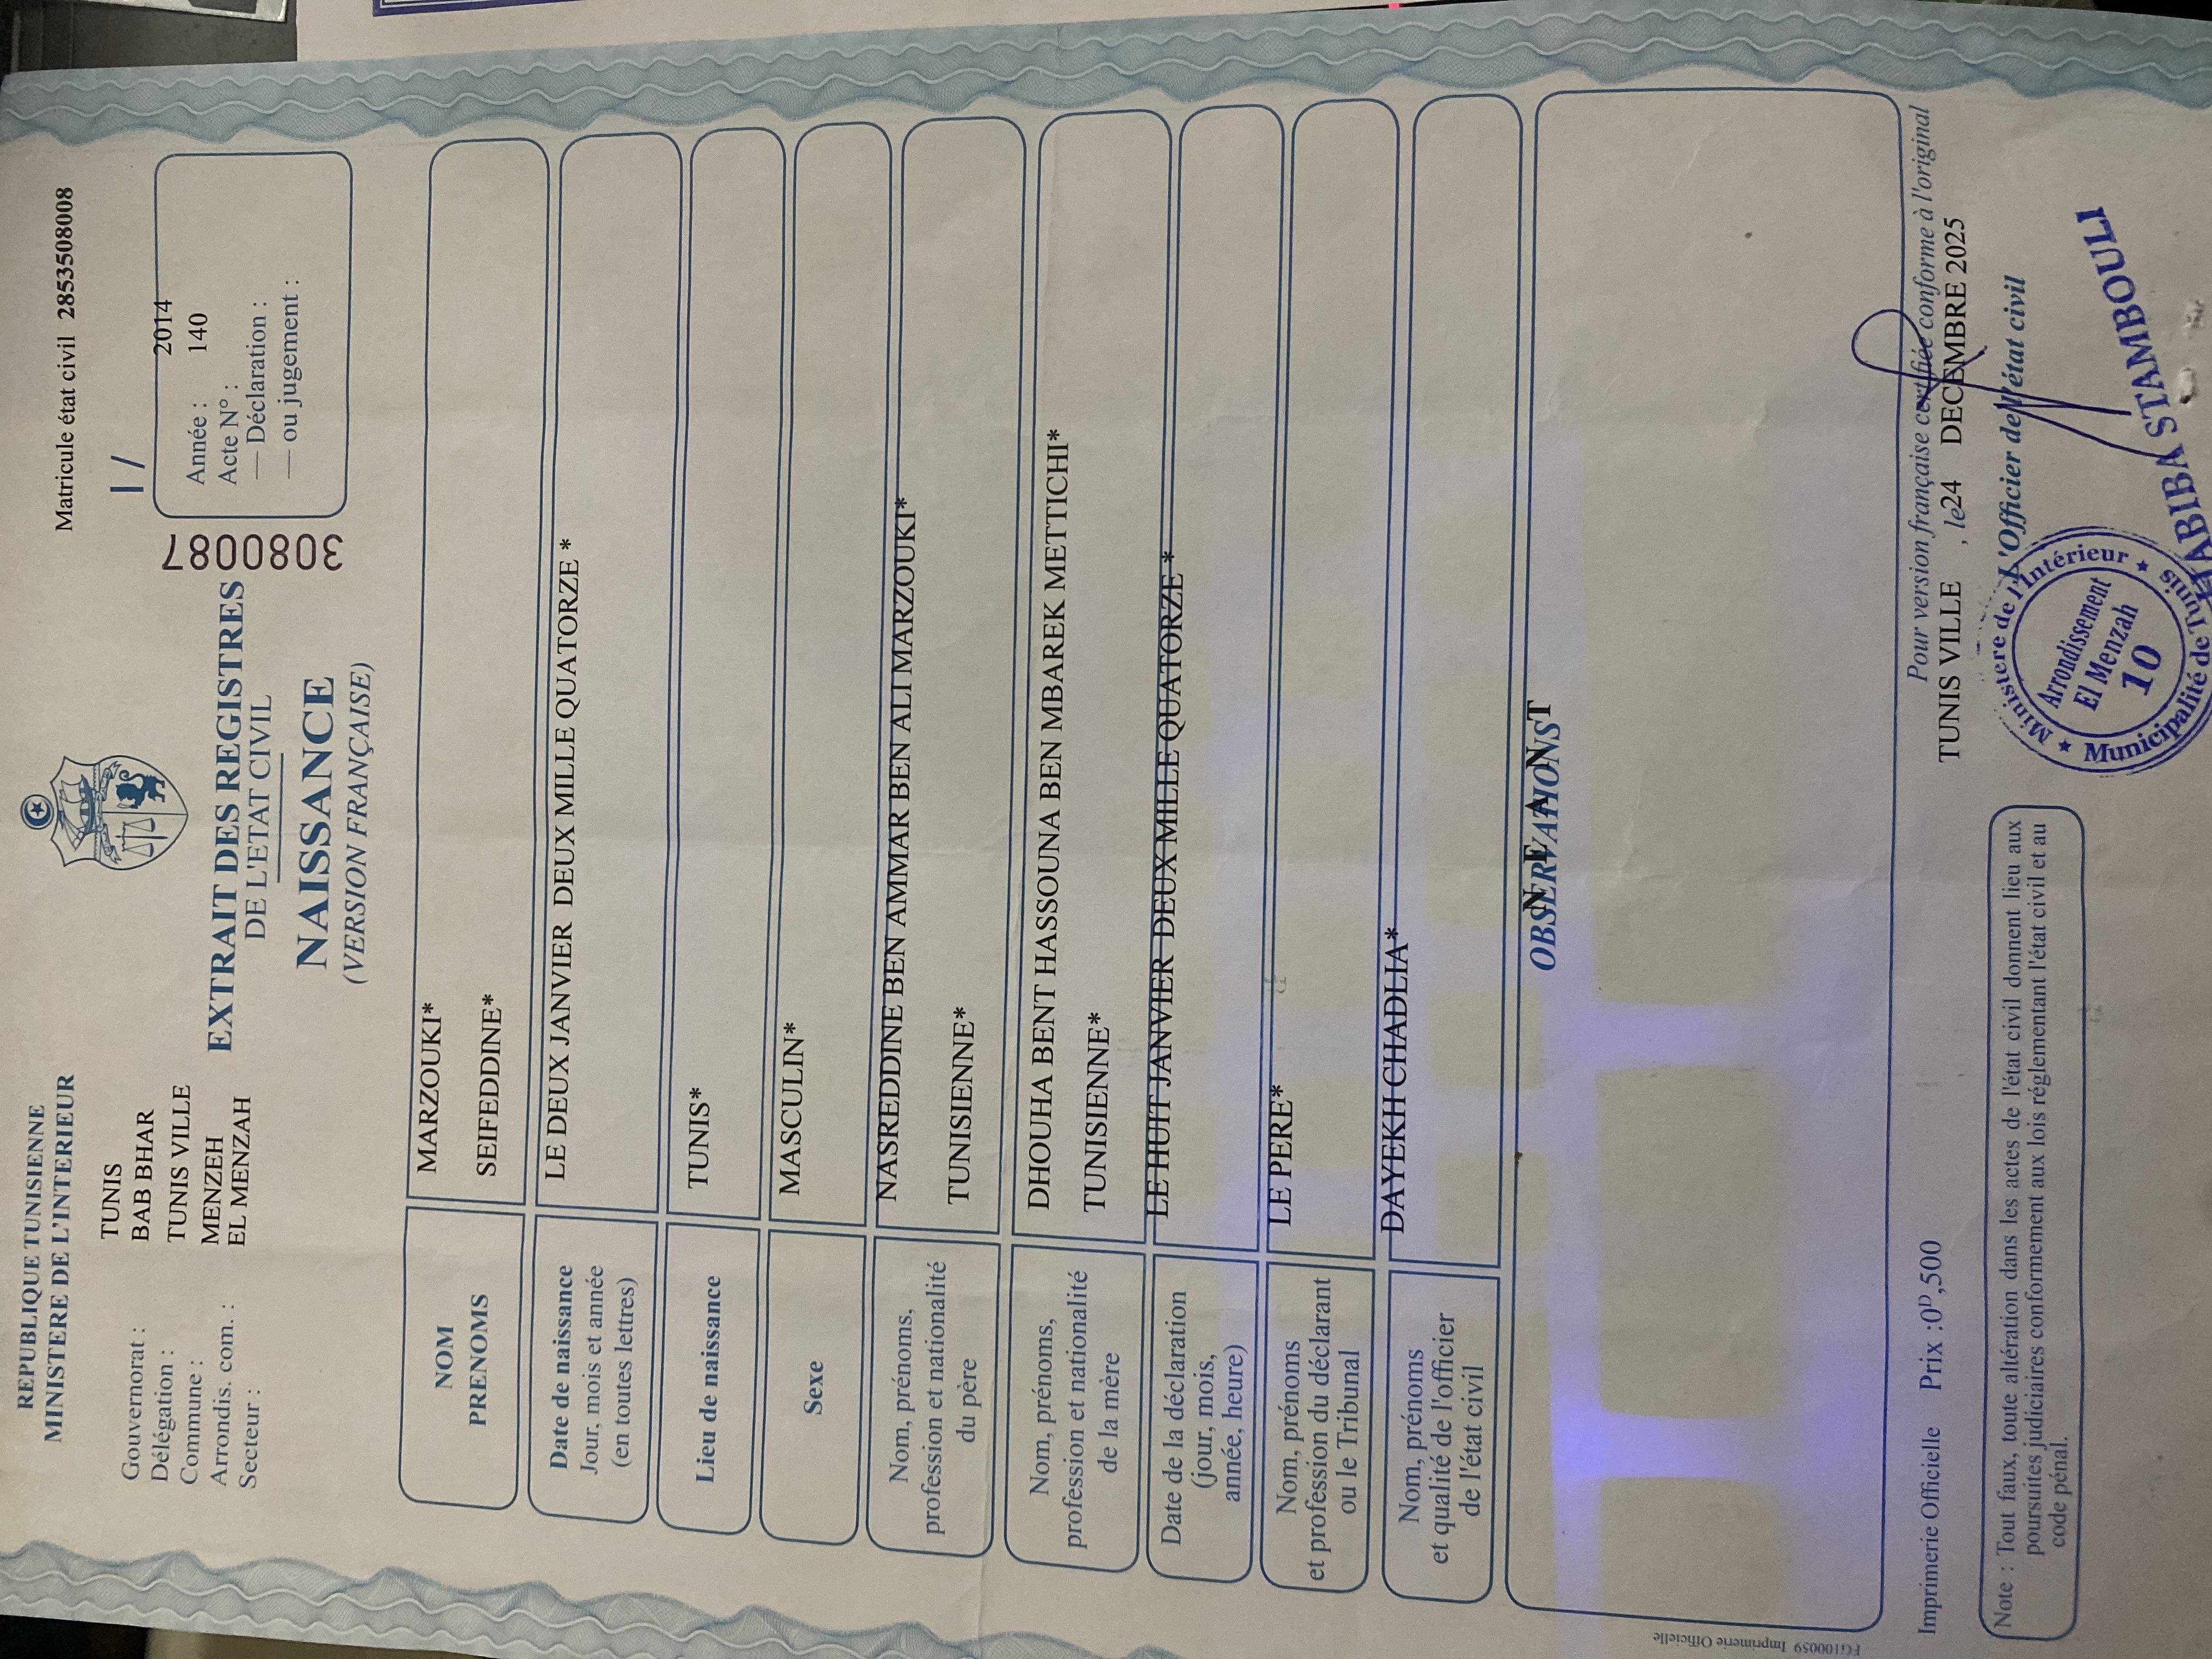 REPUBLIQUE TUNISIENNE
MINISTERE DE L'INTERIEUR
Matricule état civil 28535080008
Gouvernorat : TUNIS
Délégation : BAB BHAR
Commune : TUNIS VILLE
Arrondis. com. : MENZEH
Secteur : EL MENZAH
EXTRAIT DES REGISTRES
DE L'ETAT CIVIL
NAISSANCE
(VERSION FRANÇAISE)
3080087
1 /
Année : 2014
Acte N° : 140
— Déclaration :
— ou jugement :
NOM MARZOUKI*
PRENOMS SEIFEDDINE*
Date de naissance
Jour, mois et année
(en toutes lettres)
LE DEUX JANVIER DEUX MILLE QUATORZE *
Lieu de naissance TUNIS*
Sexe MASCULIN*
Nom, prénoms,
profession et nationalité
du père
NASREDDINE BEN AMMAR BEN ALI MARZOUKI*
TUNISIENNE*
Nom, prénoms,
profession et nationalité
de la mère
DHOUHA BENT HASSOUNA BEN MBAREK METTICHI*
TUNISIENNE*
Date de la déclaration
(jour, mois,
année, heure)
LE HUIT JANVIER DEUX MILLE QUATORZE *
Nom, prénoms
et profession du déclarant
ou le Tribunal
LE PERE*
Nom, prénoms
et qualité de l'officier
de l'état civil
DAYEKH CHADLIA*
OBSERVATIONS
N E A N T
Pour version française certifiée conforme à l'original
TUNIS VILLE , le 24 DECEMBRE 2025
L'Officier de l'état civil
HABIBA STAMBOULI
Ministere de l'Intérieur
Municipalité de Tunis
Arrondissement
El Menzah
10
Imprimerie Officielle Prix :0D,500
Note : Tout faux, toute altération dans les actes de l'état civil donnent lieu aux
poursuites judiciaires conformement aux lois réglementant l'état civil et au
code pénal.
FG100059 Imprimerie Officielle